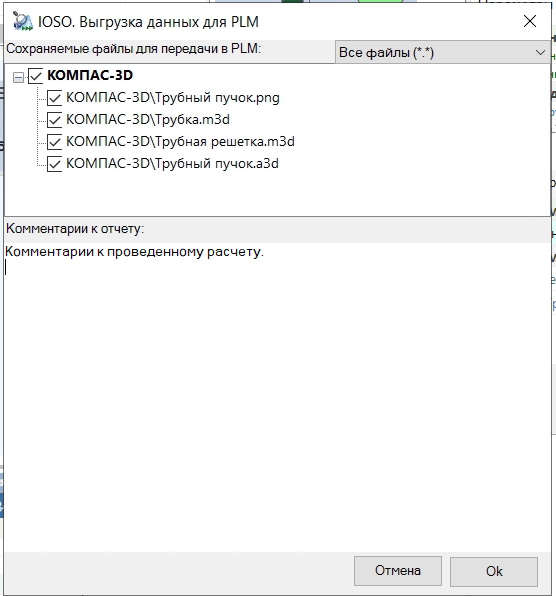 IOSO. Выгрузка данных для PLM
Сохраняемые файлы для передачи в PLM:
Все файлы (*.*)
КОМПАС-3D
КОМПАС-3D\Трубный пучок.png
КОМПАС-3D\Трубка.m3d
КОМПАС-3D\Трубная решетка.m3d
КОМПАС-3D\Трубный пучок.a3d
Комментарии к отчету:
Комментарии к проведенному расчету.
Отмена
Ok